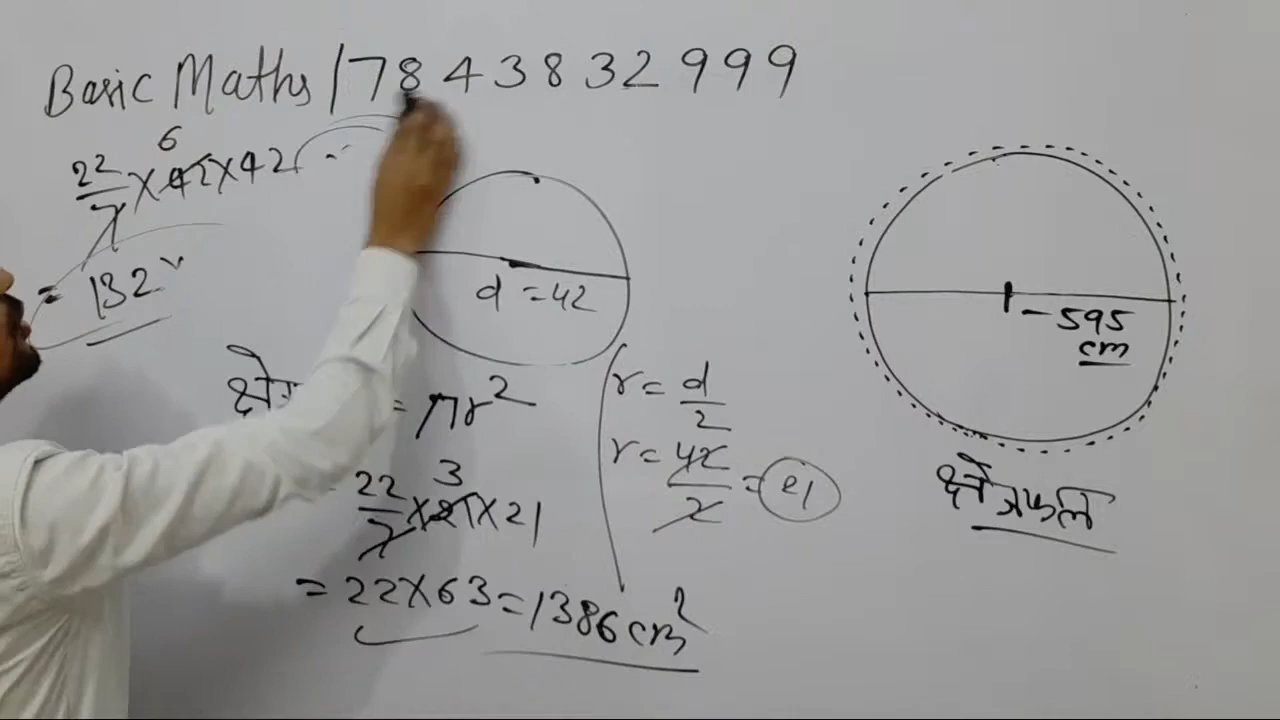 Basic Maths | 7843832999
6
22/7 × 42 × 42
= 132
d = 42
= πr²
22/7 × 21 × 21
3
= 22×63 = 1386 cm²
r = d/2
r = 42/2 = 21
595
cm
क्षेत्रफल